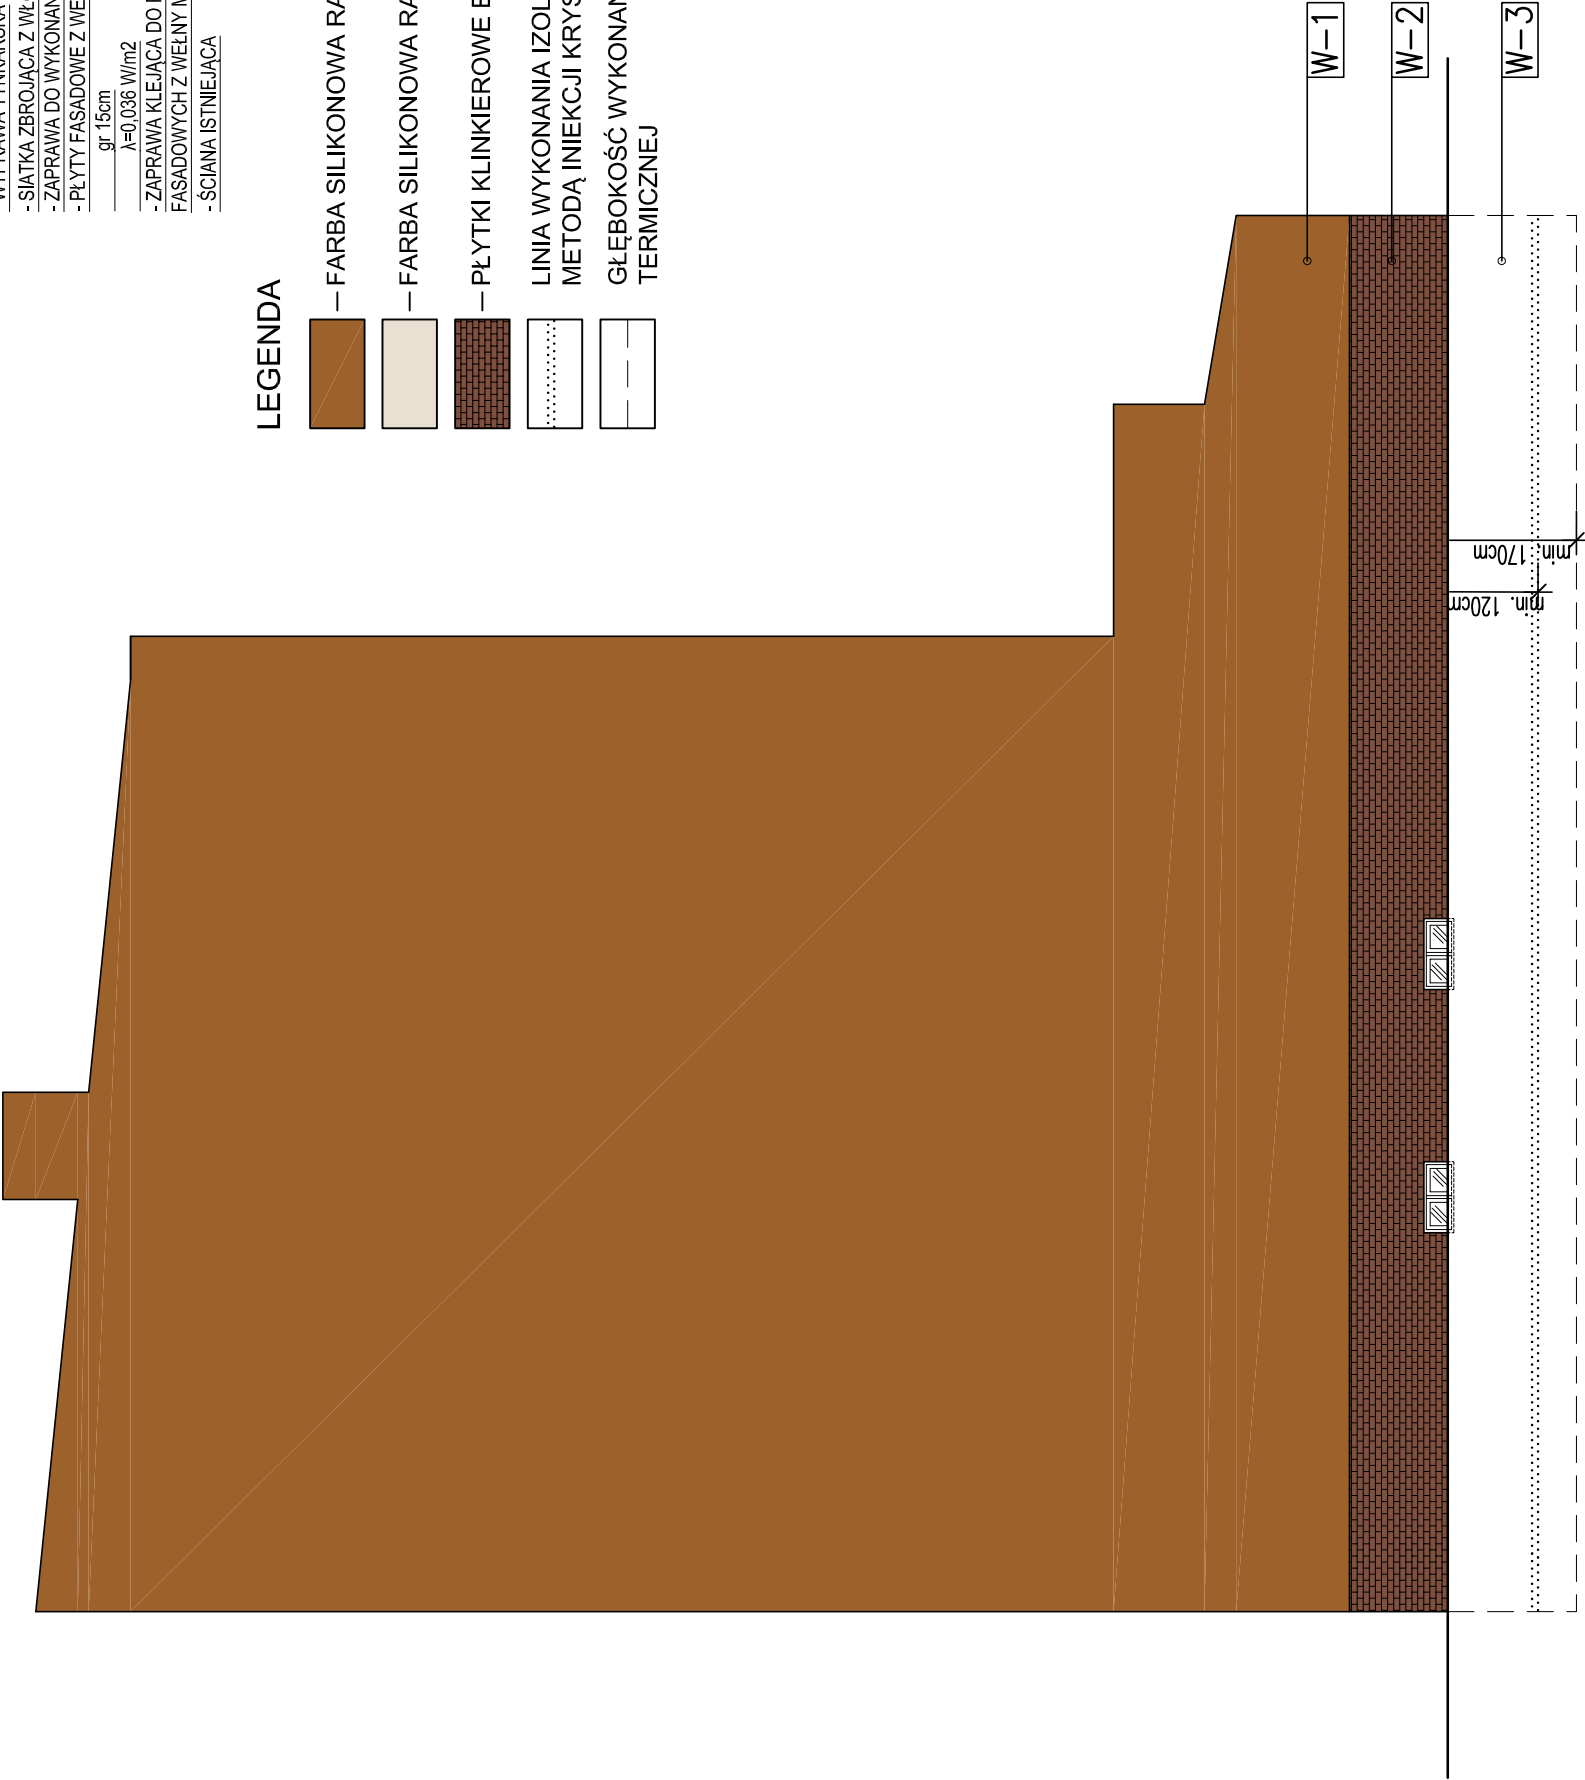 - SIATKA ZBROJĄCA Z WŁÓ
- ZAPRAWA DO WYKONAN
- PŁYTY FASADOWE Z WE
gr 15cm
λ=0,036 W/m2
- ZAPRAWA KLEJĄCA DO
FASADOWYCH Z WEŁNY M
- ŚCIANA ISTNIEJĄCA
LEGENDA
— FARBA SILIKONOWA RA
— FARBA SILIKONOWA RA
— PŁYTKI KLINKIEROWE
LINIA WYKONANIA IZOL
METODĄ INIEKCJI KRYS
GŁĘBOKOŚĆ WYKONAN
TERMICZNEJ
W-1
W-2
W-3
min. 170cm
min. 120cm